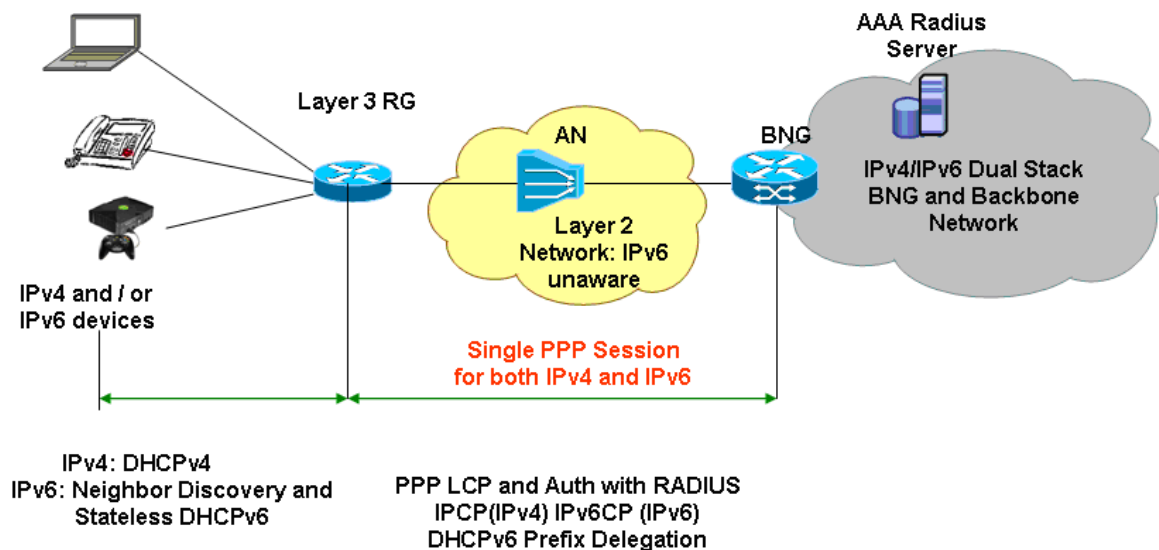 AAA Radius
Server
Layer 3 RG
AN
BNG
IPv4/IPv6 Dual Stack
BNG and Backbone
Network
Layer 2
Network: IPv6
unaware
IPv4 and / or
IPv6 devices
Single PPP Session
for both IPv4 and IPv6
IPv4: DHCPv4
IPv6: Neighbor Discovery and
Stateless DHCPv6
PPP LCP and Auth with RADIUS
IPCP(IPv4) IPv6CP (IPv6)
DHCPv6 Prefix Delegation